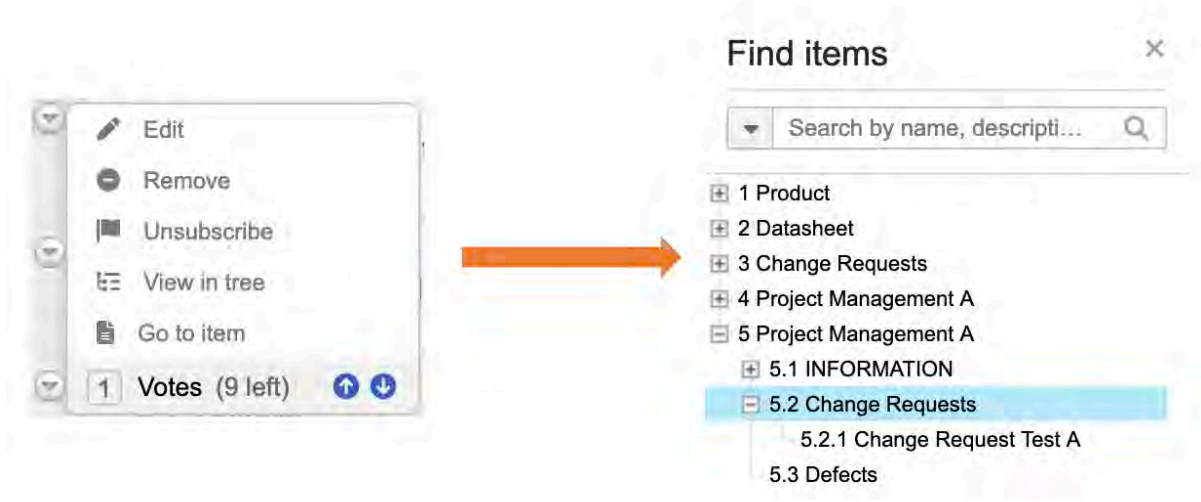 Edit
Remove
Unsubscribe
View in tree
Go to item
1 Votes (9 left)
Find items
Search by name, descripti...
1 Product
2 Datasheet
3 Change Requests
4 Project Management A
5 Project Management A
5.1 INFORMATION
5.2 Change Requests
5.2.1 Change Request Test A
5.3 Defects